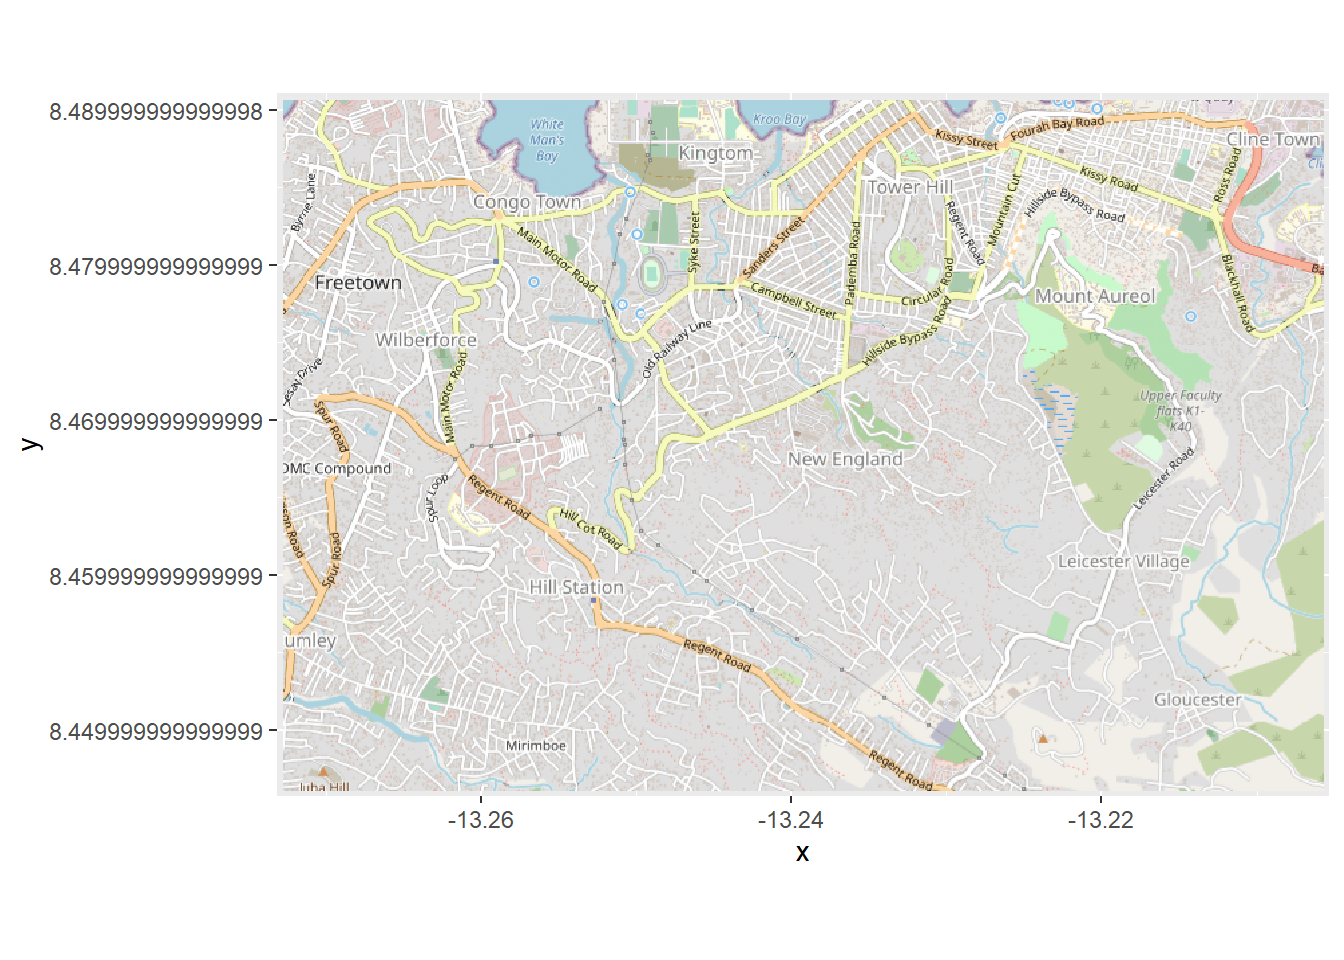 8.489999999999998
8.479999999999999
8.469999999999999
8.459999999999999
8.449999999999999
y
White
Man's
Bay
Kroo Bay
Kingtom
Kissy Street
Fourah Bay Road
Cline Town
Byrne Lane
Congo Town
Tower Hill
Kissy Road
Ross Road
Mountain Cut
Hillside Bypass Road
Regent Road
Main Motor Road
Syke Street
Sanders Street
Pademba Road
Freetown
Campbell Street
Circular Road
Mount Aureol
Blackhall Road
Wilberforce
Old Railway Line
Hillside Bypass Road
Main Motor Road
Spur Road
Upper Faculty
flats K1-
K40
New England
DMC Compound
Spur Loop
Regent Road
Leicester Road
Hill Cot Road
Spur Road
Leicester Village
Hill Station
umley
Regent Road
Gloucester
Mirimboe
Regent Road
-13.26
-13.24
-13.22
x